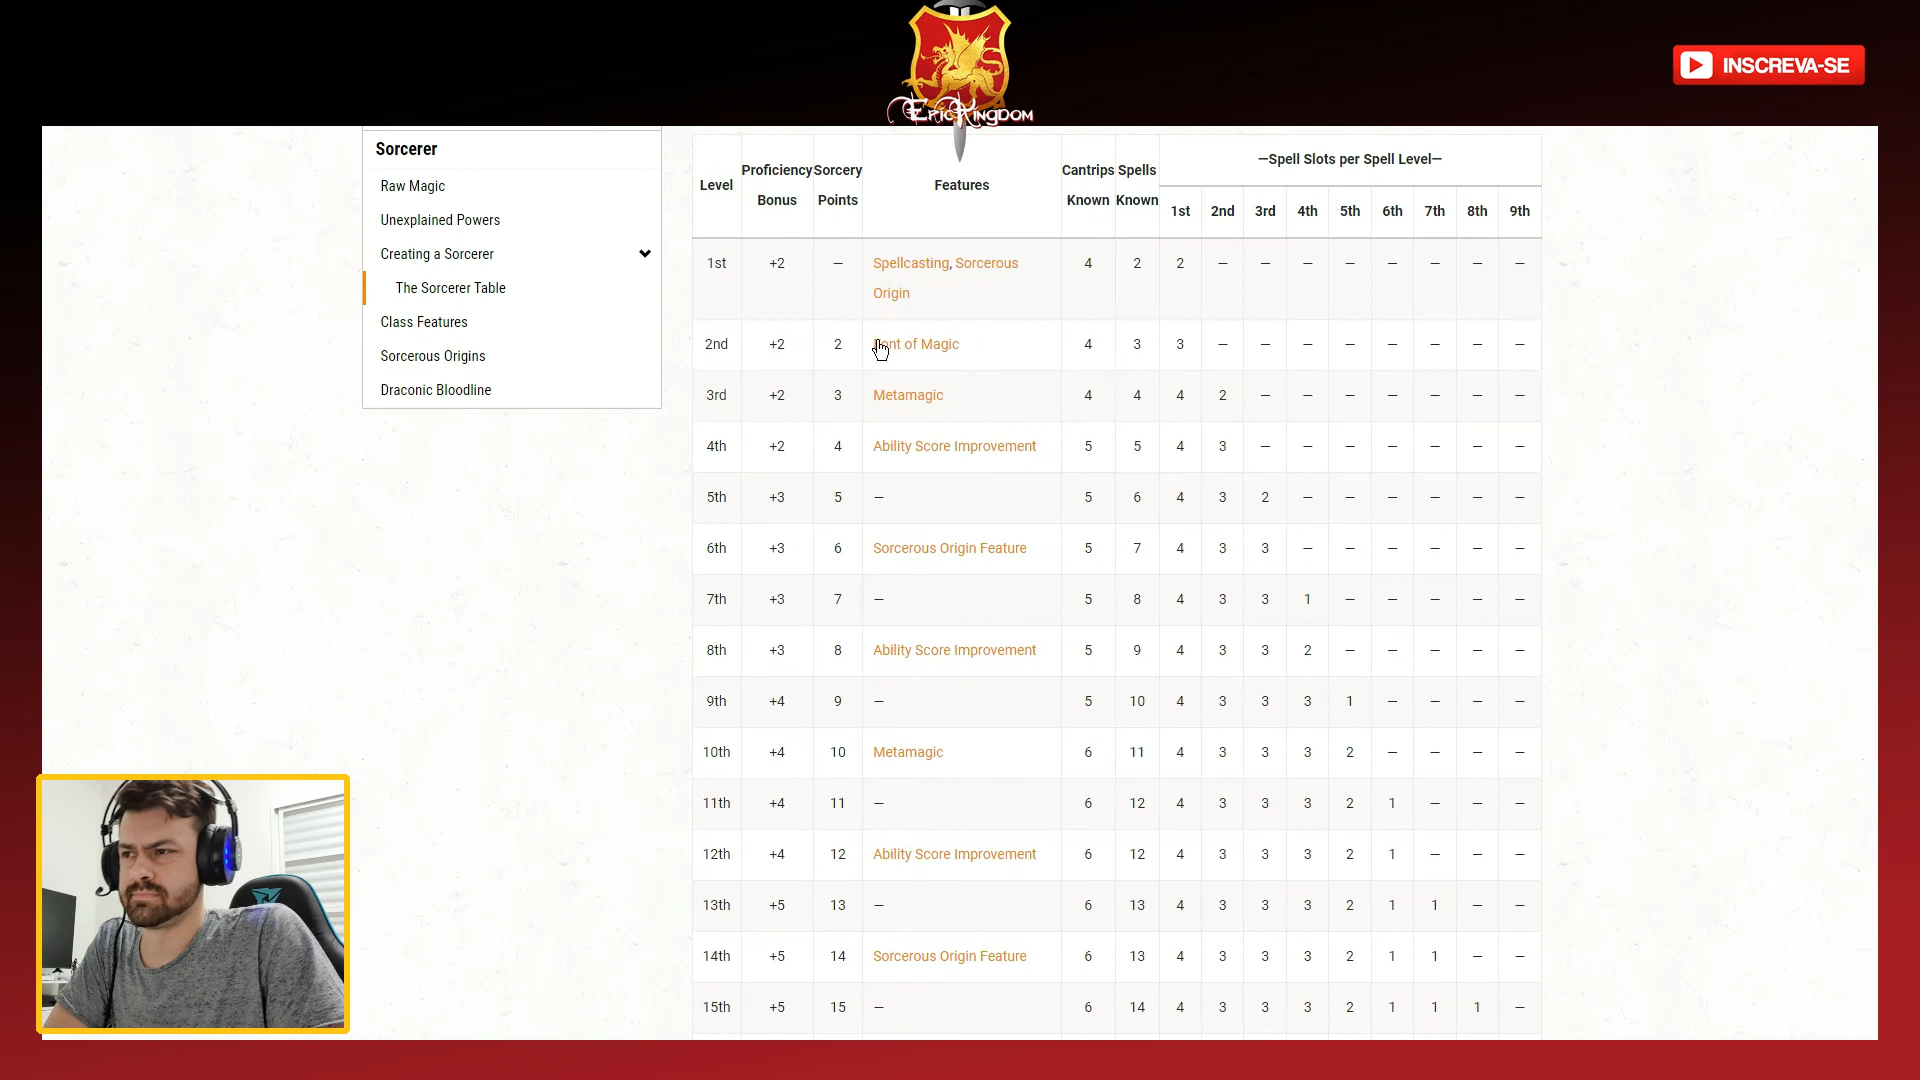 EpicKingdom
INSCREVA-SE
Sorcerer
Raw Magic
Unexplained Powers
Creating a Sorcerer
The Sorcerer Table
Class Features
Sorcerous Origins
Draconic Bloodline
Level Proficiency Bonus Sorcery Points Features Cantrips Known Spells Known —Spell Slots per Spell Level—
1st 2nd 3rd 4th 5th 6th 7th 8th 9th
1st +2 — Spellcasting, Sorcerous Origin 4 2 2 — — — — — — — —
2nd +2 2 of Magic 4 3 3 — — — — — — — —
3rd +2 3 Metamagic 4 4 4 2 — — — — — — —
4th +2 4 Ability Score Improvement 5 5 4 3 — — — — — — —
5th +3 5 — 5 6 4 3 2 — — — — — —
6th +3 6 Sorcerous Origin Feature 5 7 4 3 3 — — — — — —
7th +3 7 — 5 8 4 3 3 1 — — — — —
8th +3 8 Ability Score Improvement 5 9 4 3 3 2 — — — — —
9th +4 9 — 5 10 4 3 3 3 1 — — — —
10th +4 10 Metamagic 6 11 4 3 3 3 2 — — — —
11th +4 11 — 6 12 4 3 3 3 2 1 — — —
12th +4 12 Ability Score Improvement 6 12 4 3 3 3 2 1 — — —
13th +5 13 — 6 13 4 3 3 3 2 1 1 — —
14th +5 14 Sorcerous Origin Feature 6 13 4 3 3 3 2 1 1 — —
15th +5 15 — 6 14 4 3 3 3 2 1 1 1 —